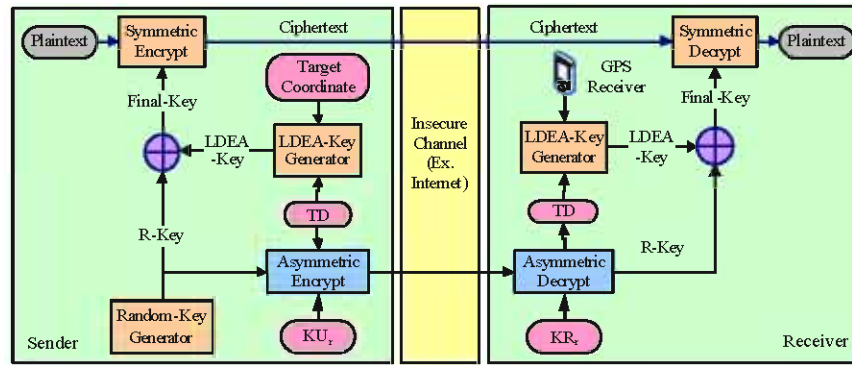 Plaintext
Symmetric
Encrypt
Ciphertext
Ciphertext
Symmetric
Decrypt
Plaintext
Target
Coordinate
GPS
Receiver
Final-Key
Final-Key
LDEA
-Key
LDEA-Key
Generator
Insecure
Channel
(Ex.
Internet)
LDEA-Key
Generator
LDEA
-Key
TD
TD
R-Key
R-Key
Asymmetric
Encrypt
Asymmetric
Decrypt
Random-Key
Generator
Sender
KUr
KRr
Receiver